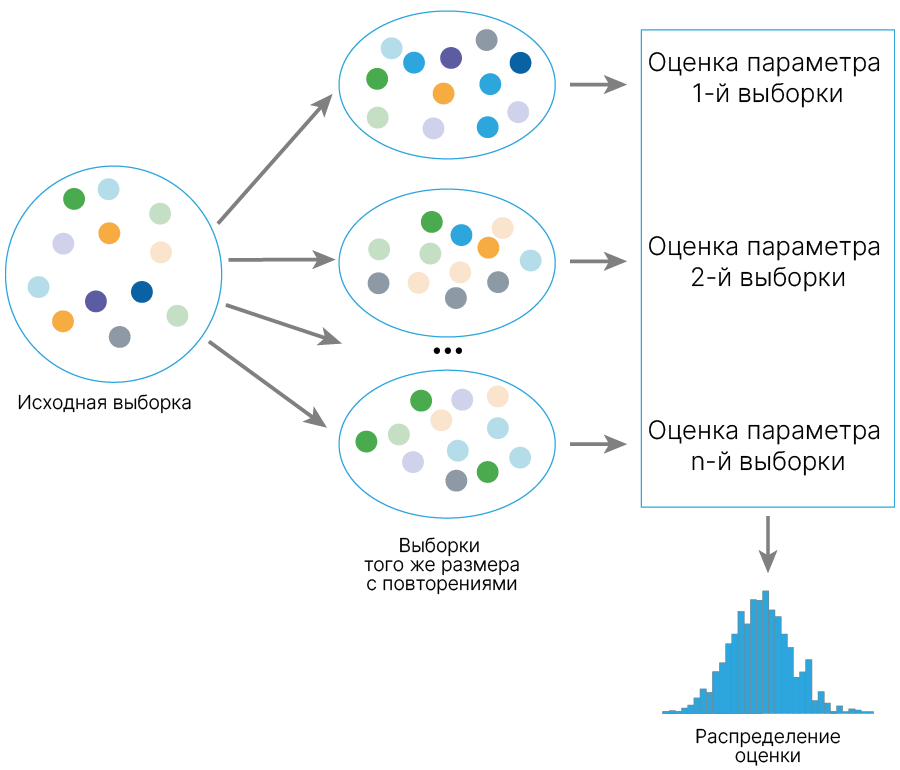 Оценка параметра
1-й выборки
Оценка параметра
2-й выборки
...
Исходная выборка
Оценка параметра
n-й выборки
Выборки
того же размера
с повторениями
Распределение
оценки